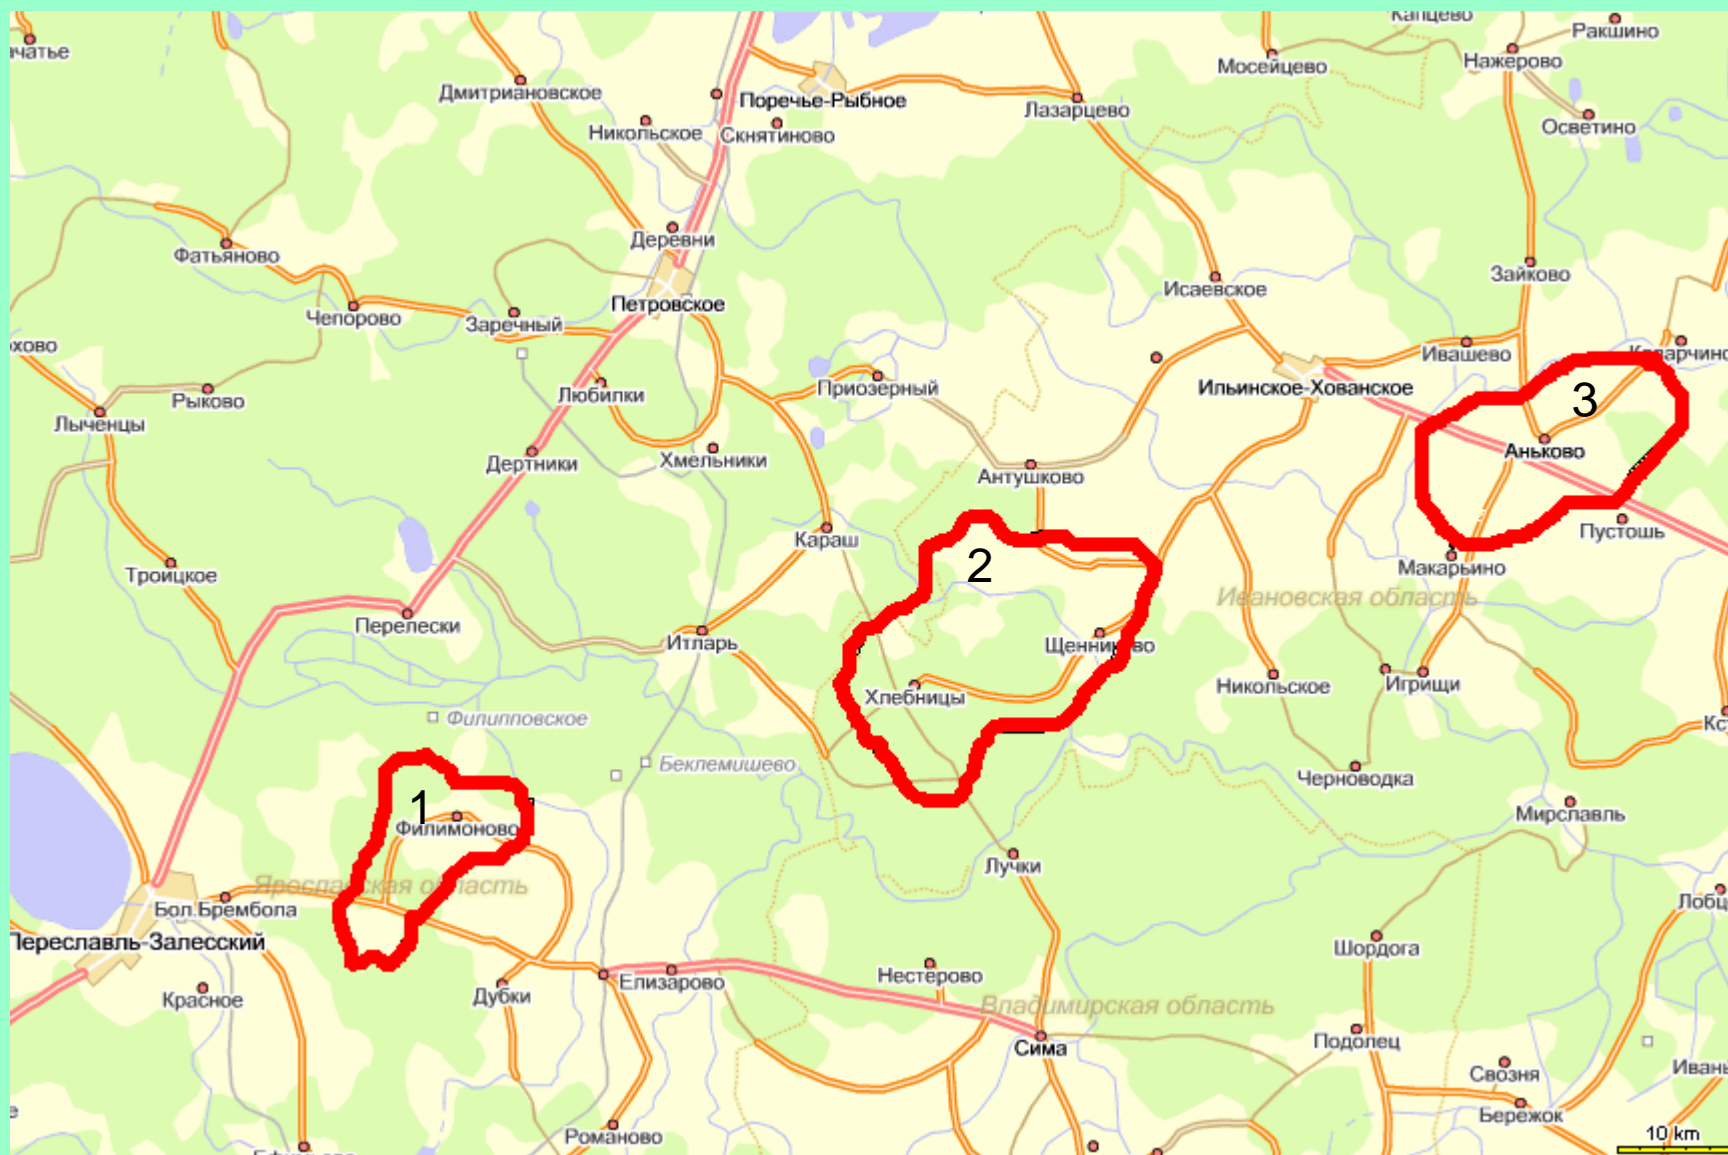 Капцево
Ракшино
Мосейцево
Нажерово
Дмитриановское
Поречье-Рыбное
Лазарцево
Никольское
Скнятиново
Осветино
Деревни
Фатьяново
Зайково
Исаевское
Петровское
Чепорово
Заречный
Ивашево
Приозерный
Ильинское-Хованское
Любилки
Рыково
3
Лыченцы
Аньково
Дертники
Хмельники
Антушково
Пустошь
Караш
2
Макарьино
Троицкое
Ивановская область
Перелески
Итларь
Щенниково
Хлебницы
Никольское
Игрищи
Филипповское
Беклемишево
Черноводка
1
Мирславль
Филимоново
Лучки
Ярославская область
Бол.Брембола
Переславль-Залесский
Шордога
Нестерово
Елизарово
Красное
Дубки
Владимирская область
Подолец
Сима
Свозня
Бережок
Романово
10 km